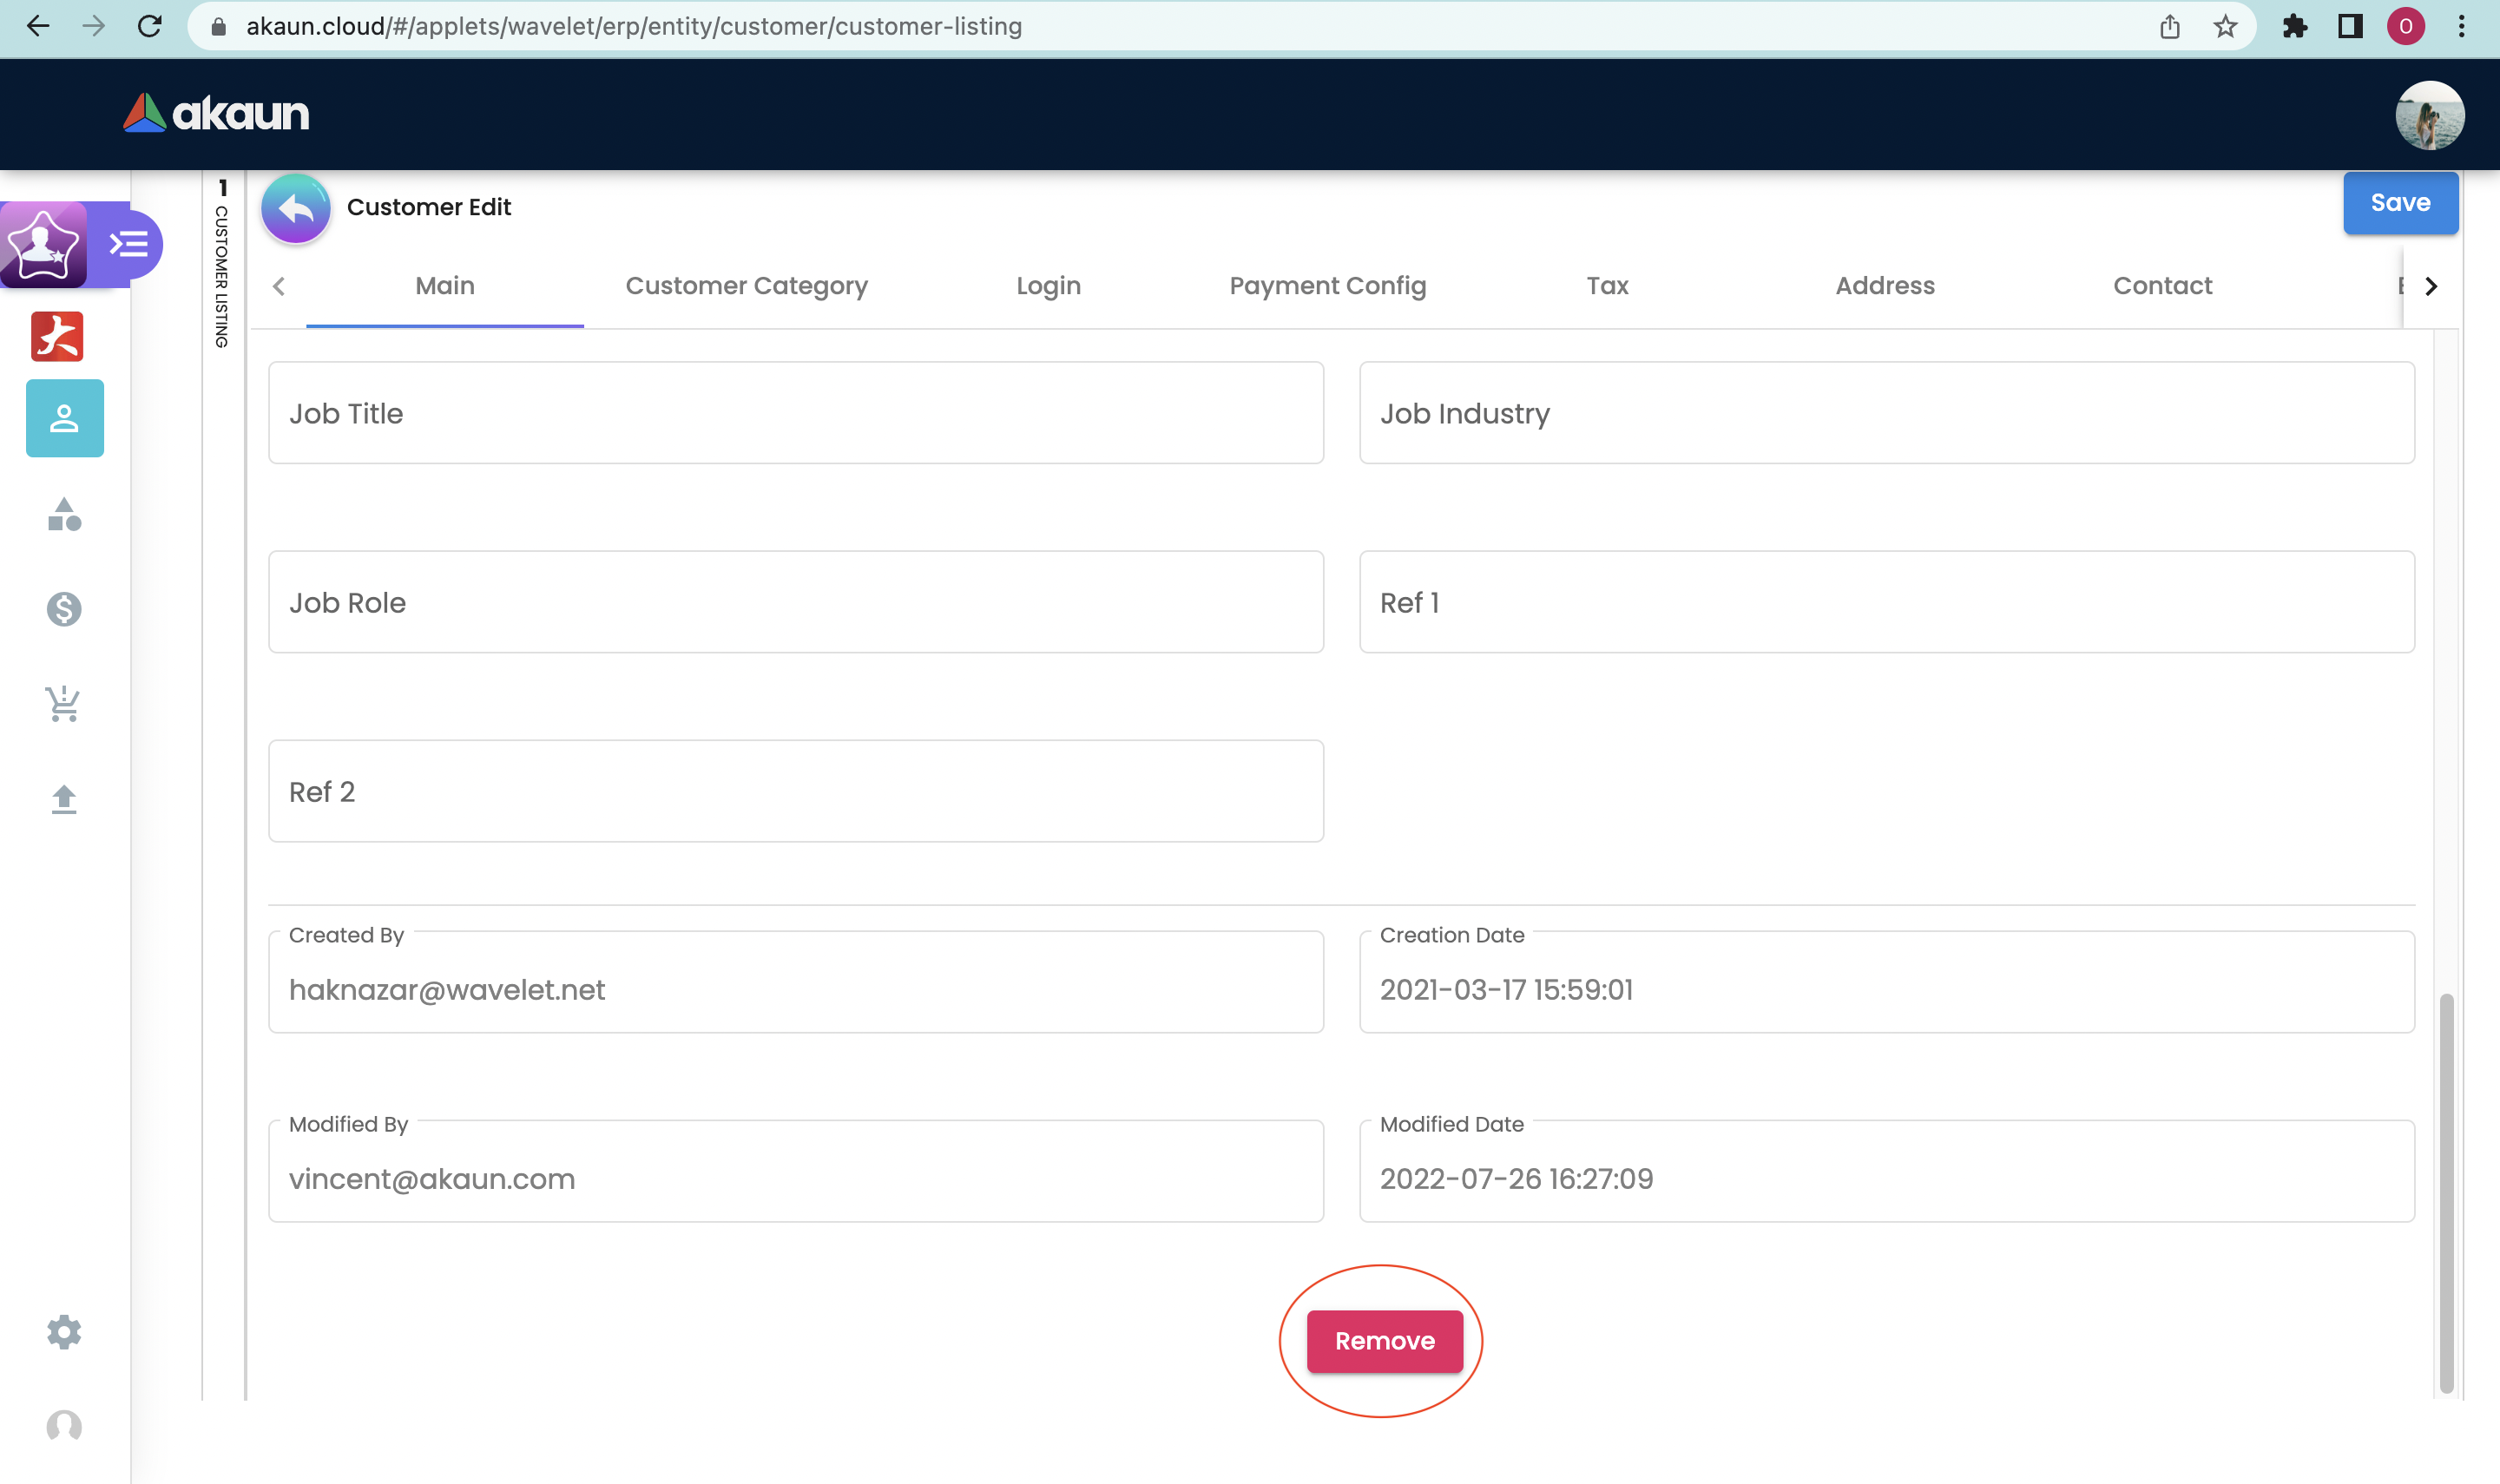 akaun.cloud/#/applets/wavelet/erp/entity/customer/customer-listing
O
akaun
1 CUSTOMER LISTING
Customer Edit
Save
Main Customer Category Login Payment Config Tax Address Contact
Job Title Job Industry
Job Role Ref 1
Ref 2
Created By Creation Date
haknazar@wavelet.net 2021-03-17 15:59:01
Modified By Modified Date
vincent@akaun.com 2022-07-26 16:27:09
Remove